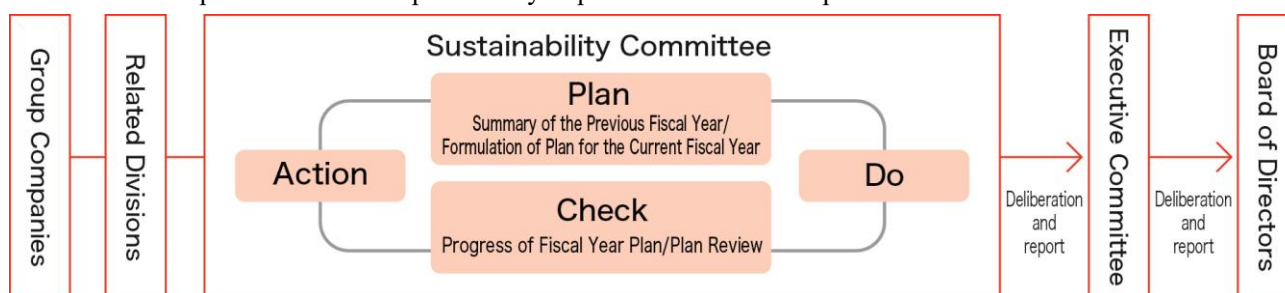 Group Companies
Related Divisions
Sustainability Committee
Plan
Summary of the Previous Fiscal Year/
Formulation of Plan for the Current Fiscal Year
Action
Do
Check
Progress of Fiscal Year Plan/Plan Review
Deliberation
and
report
Executive Committee
Deliberation
and
report
Board of Directors